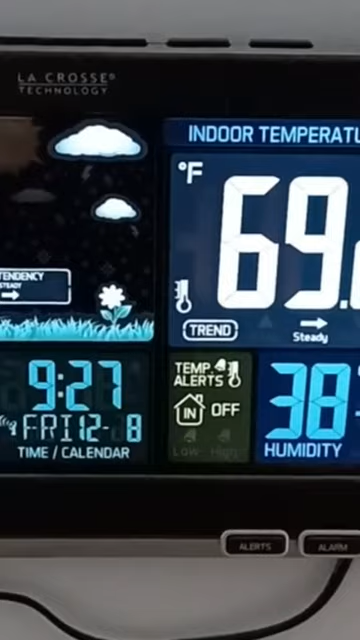 LA CROSSE®
TECHNOLOGY
INDOOR TEMPERATU
°F
69.
TENDENCY
STEADY
TREND
Steady
9:27
FRI 12- 8
TIME / CALENDAR
TEMP.
ALERTS
IN OFF
Low High
38
HUMIDITY
ALERTS
ALARM